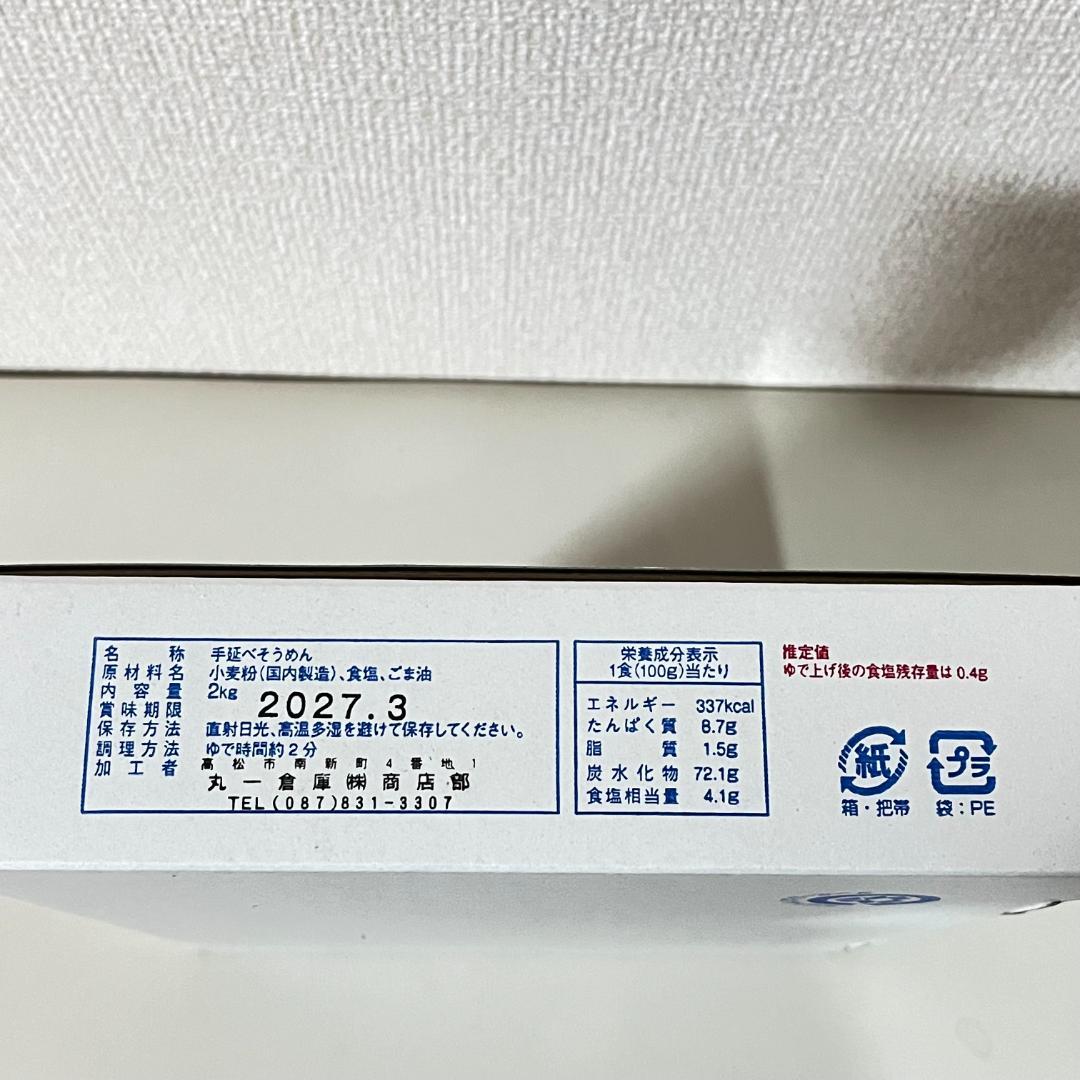 名称 手延べそうめん
原材料名 小麦粉(国内製造)、食塩、ごま油
内容量 2kg
賞味期限 2027.3
保存方法 直射日光、高温多湿を避けて保存してください。
調理方法 ゆで時間約2分
加工者 高松市南新町4番地1
丸一倉庫㈱商店部
TEL(087)831-3307
栄養成分表示
1食(100g)当たり
エネルギー 337kcal
たんぱく質 8.7g
脂質 1.5g
炭水化物 72.1g
食塩相当量 4.1g
推定値
ゆで上げ後の食塩残存量は0.4g
紙
箱・把帯
プラ
袋:PE